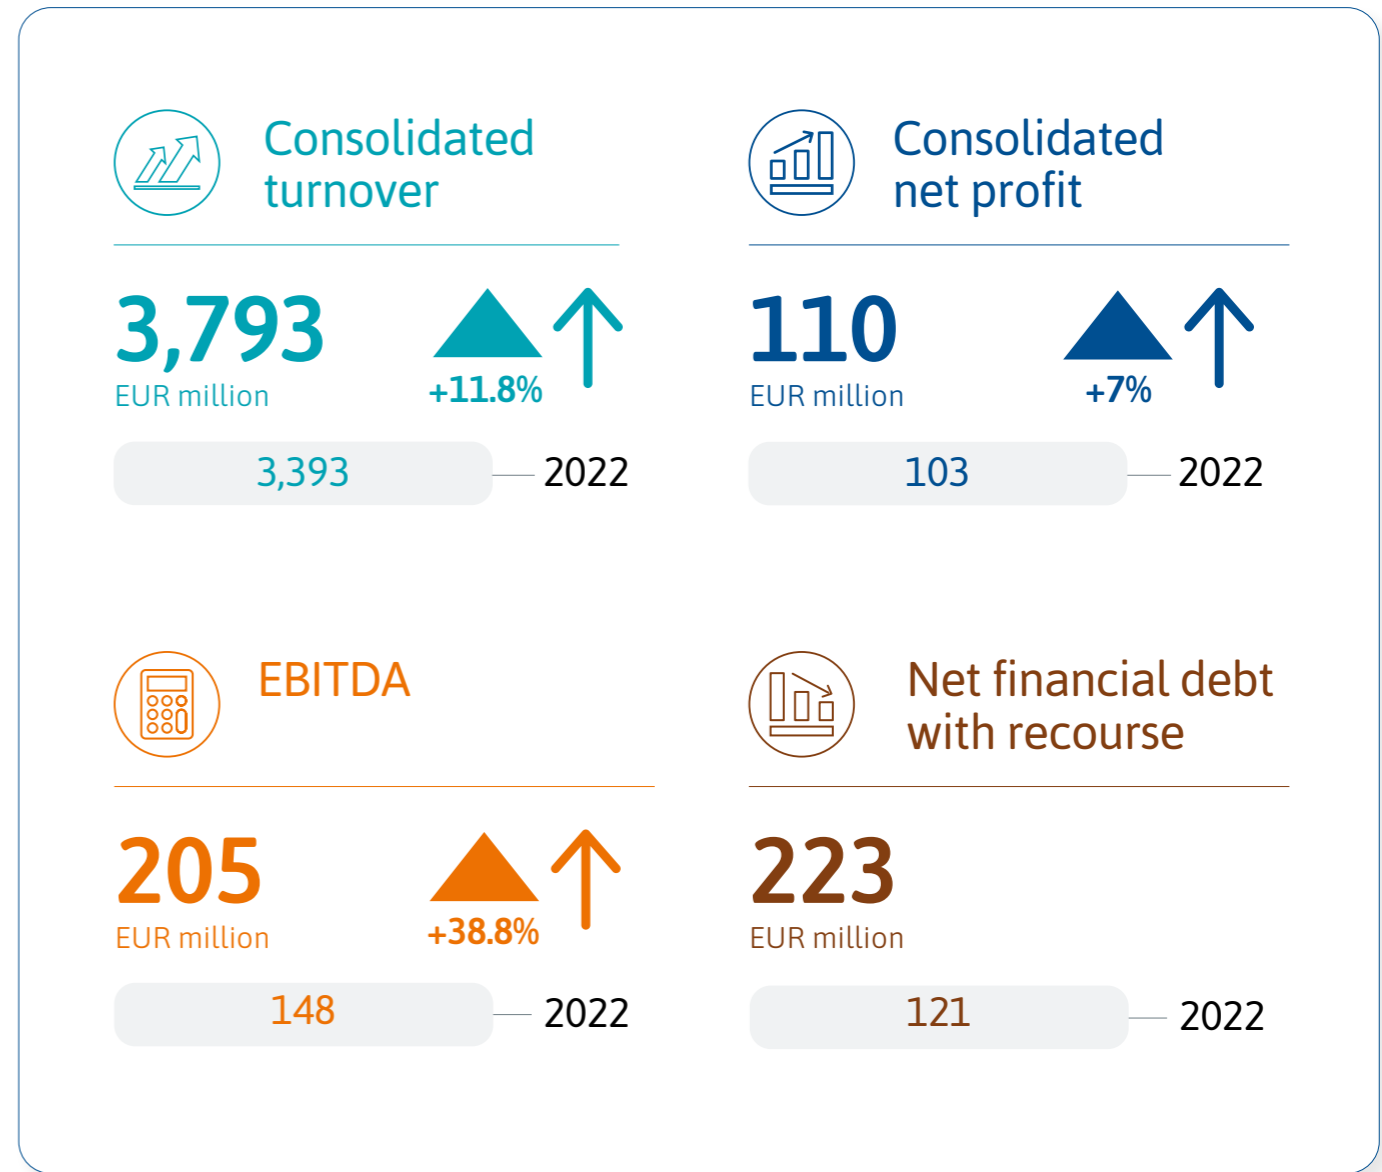 Consolidated
turnover
3,793
EUR million
+11.8%
3,393
2022
Consolidated
net profit
110
EUR million
+7%
103
2022
EBITDA
205
EUR million
+38.8%
148
2022
Net financial debt
with recourse
223
EUR million
121
2022